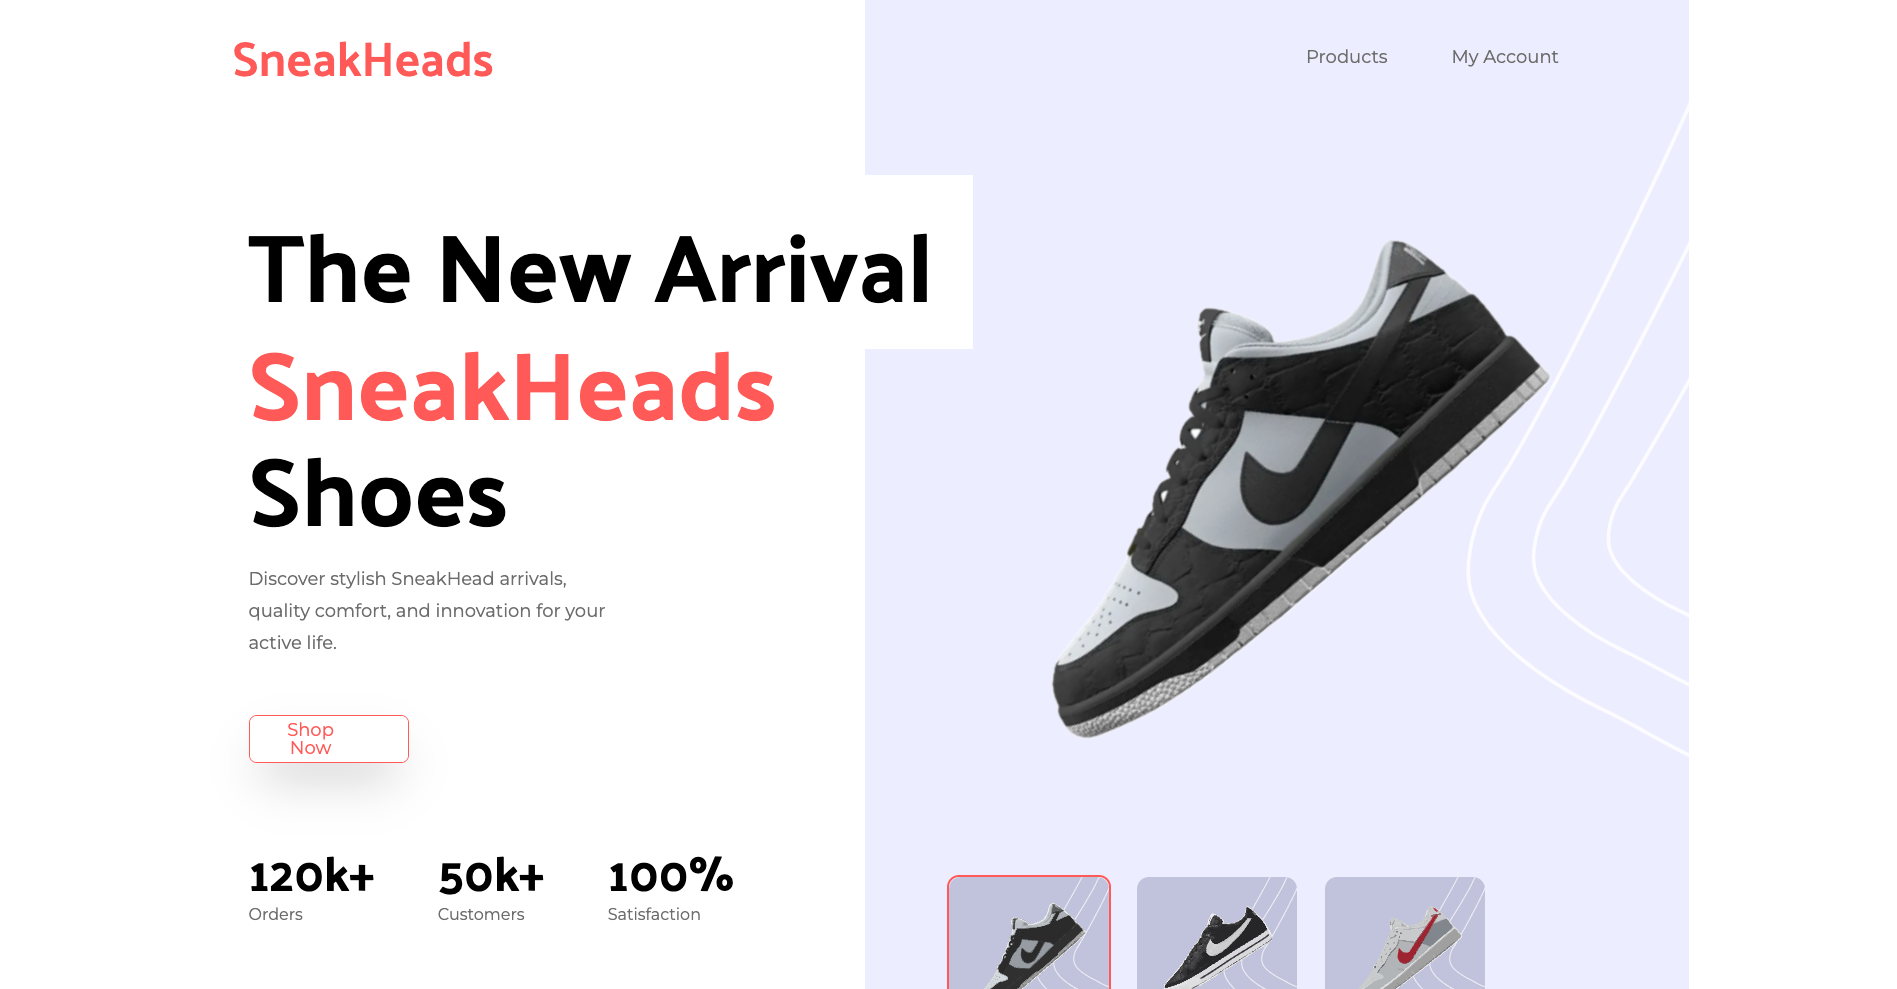 SneakHeads
Products
My Account
The New Arrival
SneakHeads
Shoes
Discover stylish SneakHead arrivals,
quality comfort, and innovation for your
active life.
Shop
Now
120k+
Orders
50k+
Customers
100%
Satisfaction